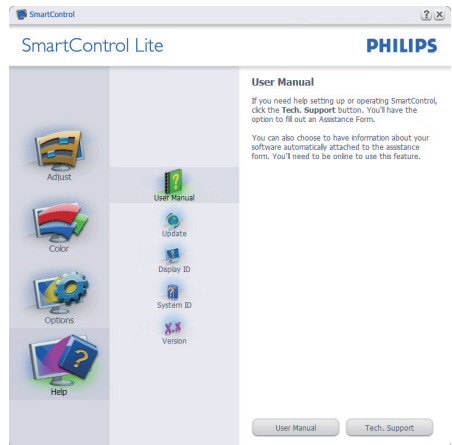 SmartControl
? x
SmartControl Lite
PHILIPS
Adjust
Color
Options
Help
User Manual
Update
Display ID
System ID
X.X
Version
User Manual
If you need help setting up or operating SmartControl,
click the Tech. Support button. You'll have the
option to fill out an Assistance Form.
You can also choose to have information about your
software automatically attached to the assistance
form. You'll need to be online to use this feature.
User Manual
Tech. Support